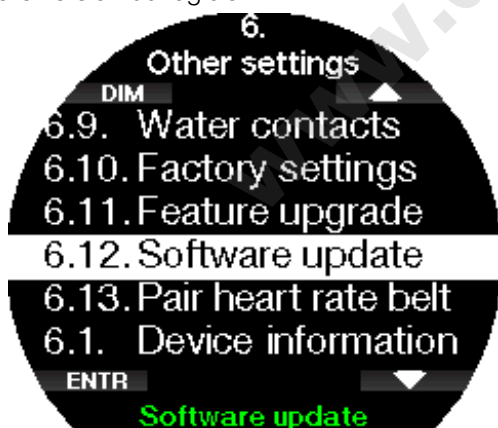 6.
Other settings
DIM
6.9. Water contacts
6.10. Factory settings
6.11. Feature upgrade
6.12. Software update
6.13. Pair heart rate belt
6.1. Device information
ENTR
Software update